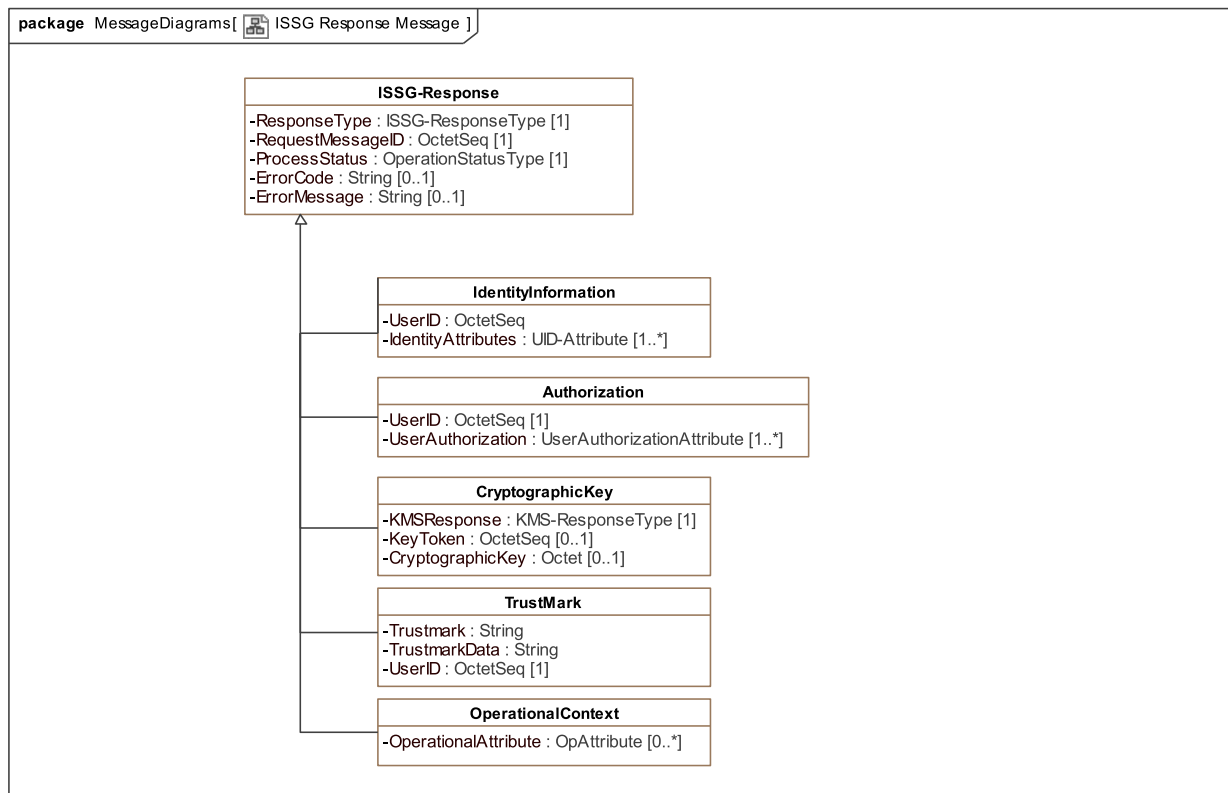 package MessageDiagrams[ ISSG Response Message ]
ISSG-Response
-ResponseType : ISSG-ResponseType [1]
-RequestMessageID : OctetSeq [1]
-ProcessStatus : OperationStatusType [1]
-ErrorCode : String [0..1]
-ErrorMessage : String [0..1]
IdentityInformation
-UserID : OctetSeq
-IdentityAttributes : UID-Attribute [1..*]
Authorization
-UserID : OctetSeq [1]
-UserAuthorization : UserAuthorizationAttribute [1..*]
CryptographicKey
-KMSResponse : KMS-ResponseType [1]
-KeyToken : OctetSeq [0..1]
-CryptographicKey : Octet [0..1]
TrustMark
-Trustmark : String
-TrustmarkData : String
-UserID : OctetSeq [1]
OperationalContext
-OperationalAttribute : OpAttribute [0..*]